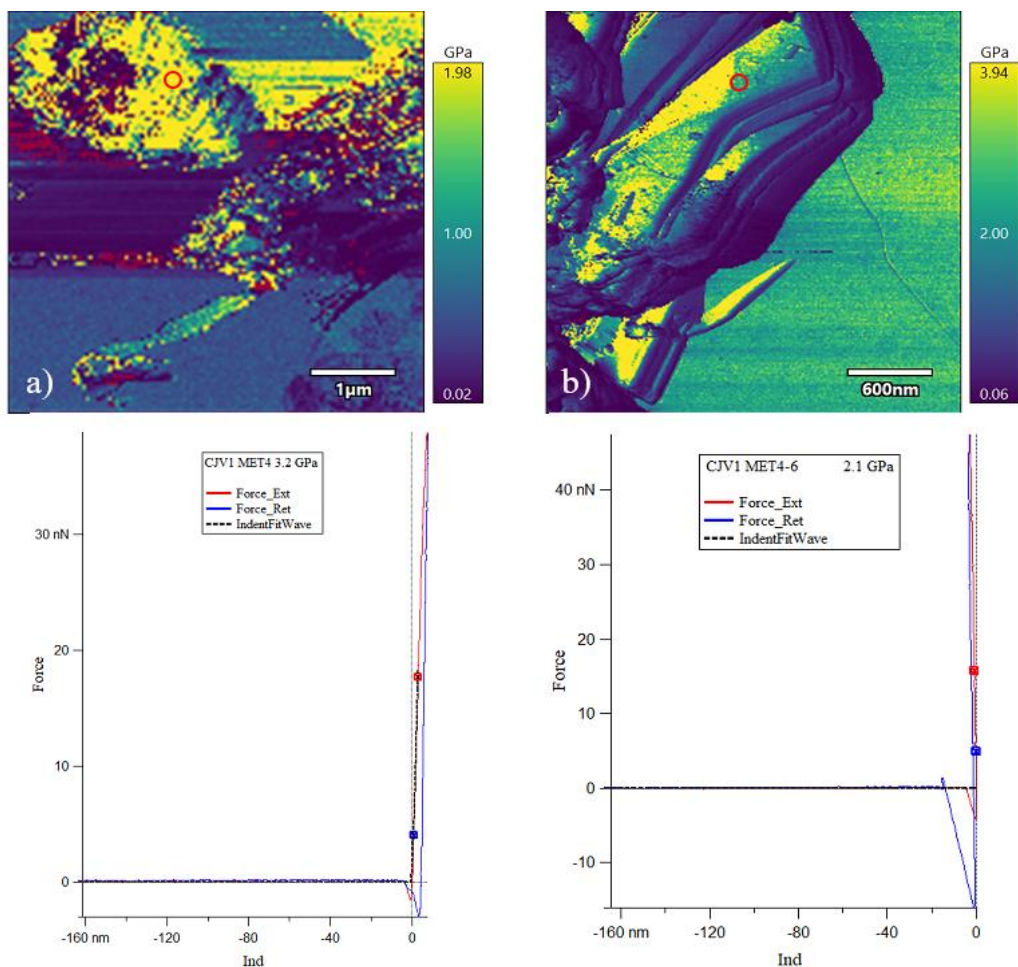 GPa
1.98
1.00
0.02
a)
1μm
GPa
3.94
2.00
0.06
b)
600nm
CJV1 MET4 3.2 GPa
Force_Ext
Force_Ret
IndentFitWave
30 nN
20
10
0
Force
-160 nm
-120
-80
-40
0
Ind
CJV1 MET4-6 2.1 GPa
Force_Ext
Force_Ret
IndentFitWave
40 nN
30
20
10
0
-10
Force
-160 nm
-120
-80
-40
0
Ind